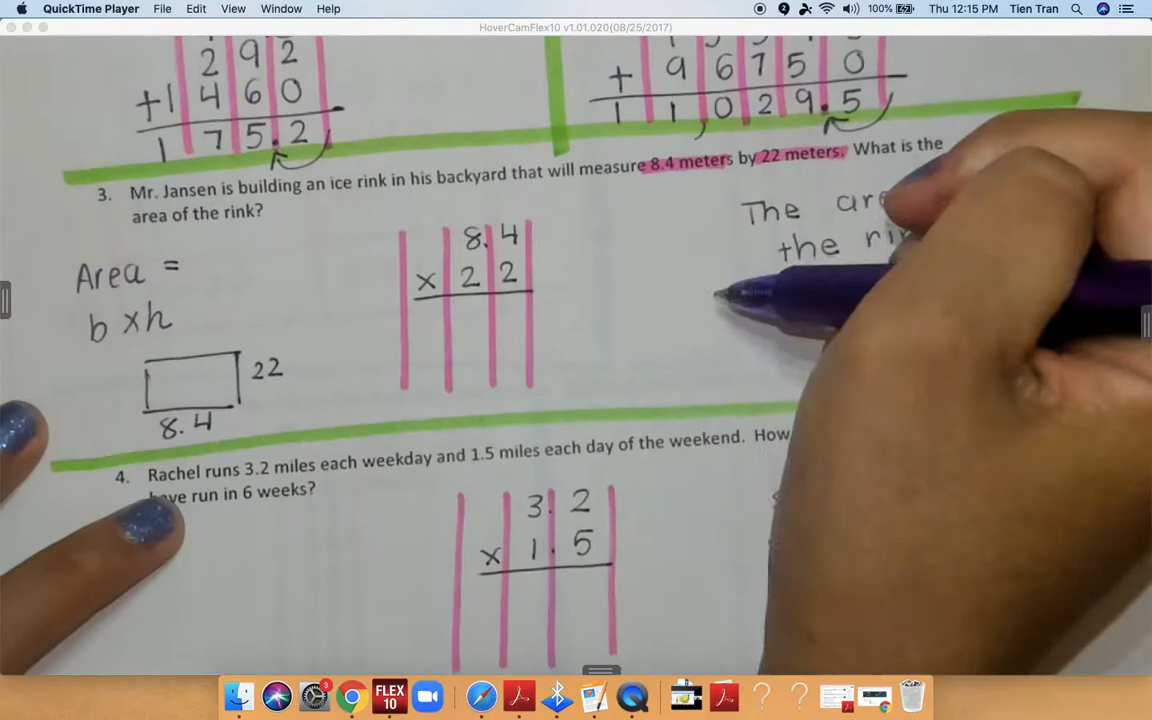 QuickTime Player File Edit View Window Help
2 100% Thu 12:15 PM Tien Tran
HoverCamFlex10 v1.01.020(08/25/2017)
2 9 2
+1 4 6 0
1 7 5.2
+ 9 6 7 5 0
1 1,0 2 9.5
3. Mr. Jansen is building an ice rink in his backyard that will measure 8.4 meters by 22 meters. What is the
area of the rink?
Area =
b x h
22
8.4
8.4
x 2 2
The
the
4. Rachel runs 3.2 miles each weekday and 1.5 miles each day of the weekend. How
have run in 6 weeks?
3.2
x 1.5
3
FLEX
10